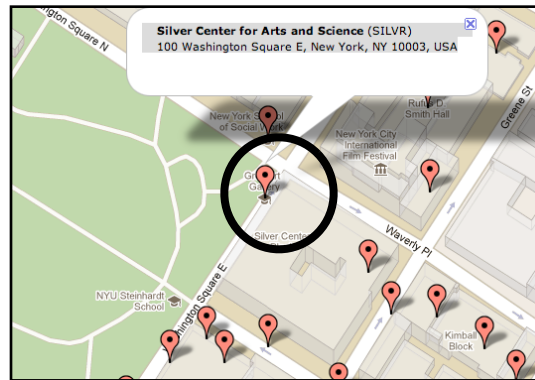 Silver Center for Arts and Science (SILVR)
100 Washington Square E, New York, NY 10003, USA
Washington Square N
New York
of Social Work
Rufus D
Smith Hall
Greene St
New York City
International
Film Festival
Gallery
Silver Center
Waverly Pl
NYU Steinhardt
School
Washington Square E
Kimball
Block